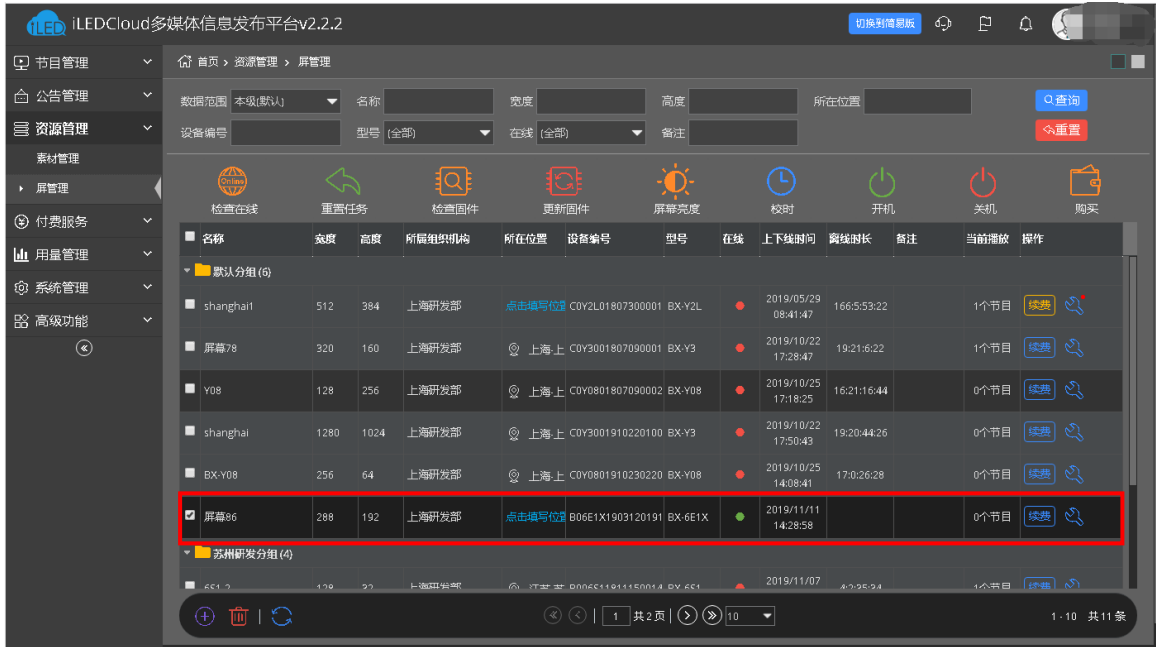 iLED iLEDCloud多媒体信息发布平台v2.2.2 切换到简易版
节目管理
公告管理
资源管理
素材管理
屏管理
付费服务
用量管理
系统管理
高级功能
首页 › 资源管理 › 屏管理
数据范围 本级(默认) 名称 宽度 高度 所在位置 查询
设备编号 型号 (全部) 在线 (全部) 备注 重置
Online
检查在线 重置任务 检查固件 更新固件 屏幕亮度 校时 开机 关机 购买
名称 宽度 高度 所属组织机构 所在位置 设备编号 型号 在线 上下线时间 离线时长 备注 当前播放 操作
默认分组(6)
shanghai1 512 384 上海研发部 点击填写位置 C0Y2L01807300001 BX-Y2L 2019/05/29 08:41:47 166:5:53:22 1个节目 续费
屏幕78 320 160 上海研发部 上海-上 C0Y3001807090001 BX-Y3 2019/10/22 17:28:47 19:21:6:22 1个节目 续费
Y08 128 256 上海研发部 上海-上 C0Y0801807090002 BX-Y08 2019/10/25 17:18:25 16:21:16:44 0个节目 续费
shanghai 1280 1024 上海研发部 上海-上 C0Y3001910220100 BX-Y3 2019/10/22 17:50:43 19:20:44:26 0个节目 续费
BX-Y08 256 64 上海研发部 上海-上 C0Y0801910230220 BX-Y08 2019/10/25 14:08:41 17:0:26:28 0个节目 续费
屏幕86 288 192 上海研发部 点击填写位置 B06E1X1903120191 BX-6E1X 2019/11/11 14:28:58 0个节目 续费
苏州研发分组(4)
2019/11/07
1 共2页 10 1-10 共11条